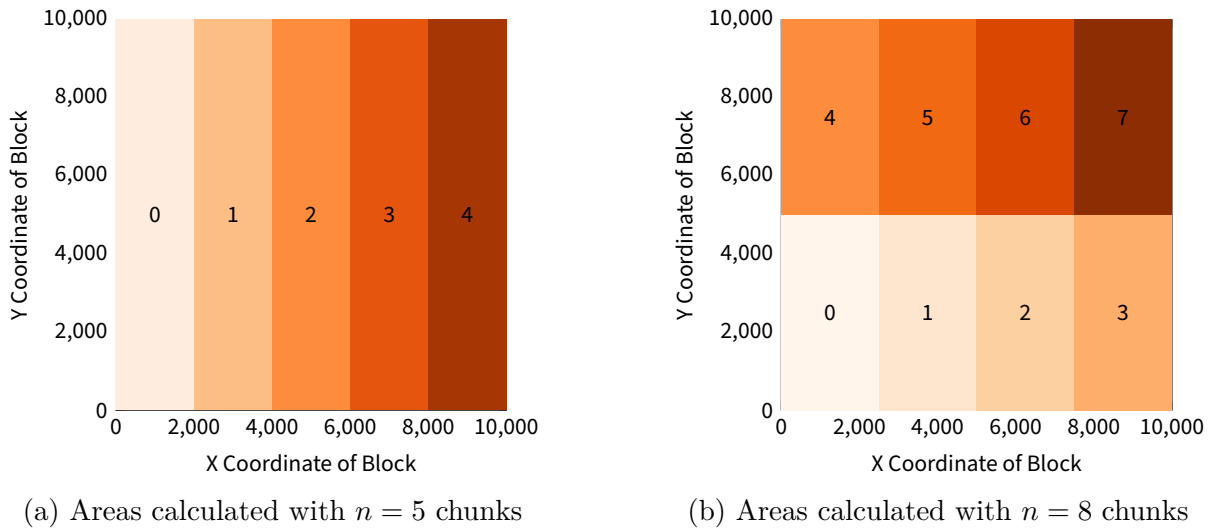 10,000
8,000
6,000
4,000
2,000
0
Y Coordinate of Block
0 1 2 3 4
0 2,000 4,000 6,000 8,000 10,000
X Coordinate of Block
(a) Areas calculated with n = 5 chunks
10,000
8,000
6,000
4,000
2,000
0
Y Coordinate of Block
4 5 6 7
0 1 2 3
0 2,000 4,000 6,000 8,000 10,000
X Coordinate of Block
(b) Areas calculated with n = 8 chunks